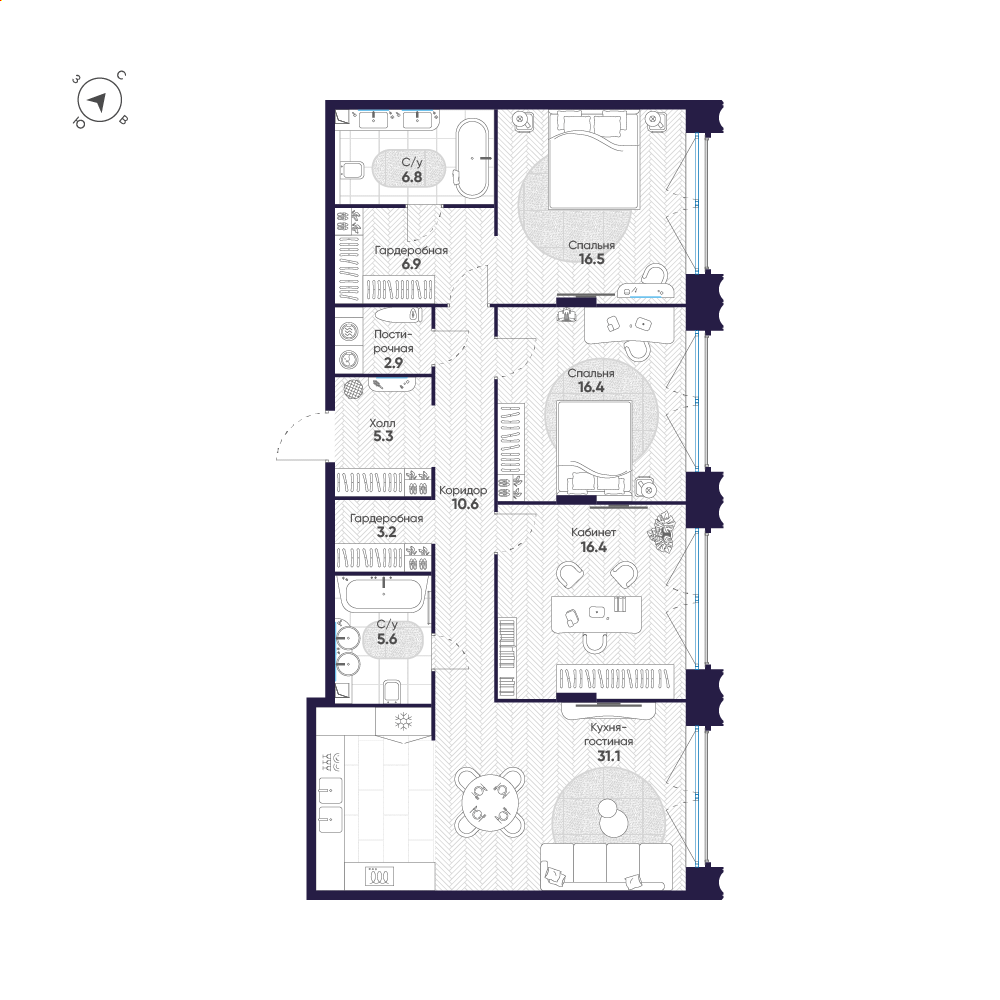 З
С
Ю
В
С/у
6.8
Гардеробная
6.9
Спальня
16.5
Пости-
рочная
2.9
Спальня
16.4
Холл
5.3
Коридор
10.6
Гардеробная
3.2
Кабинет
16.4
С/у
5.6
Кухня-
гостиная
31.1